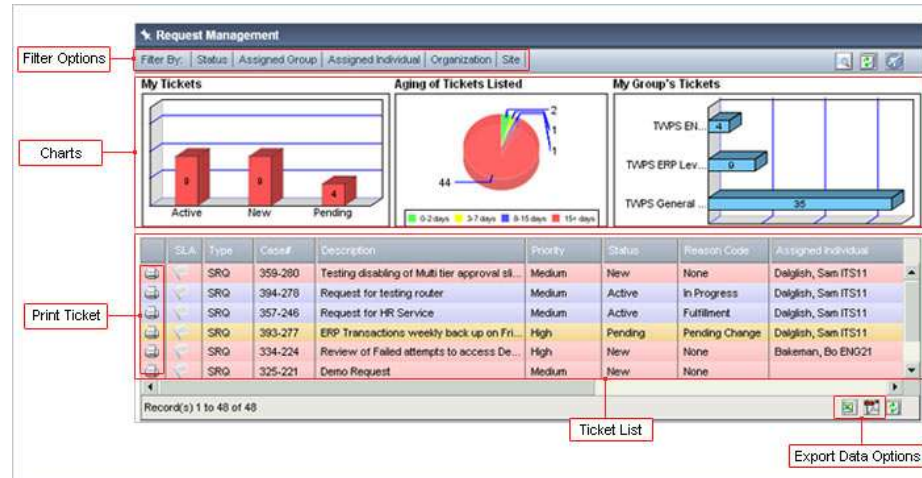 Request Management
Filter Options
Filter By: Status Assigned Group Assigned Individual Organization Site
My Tickets
Aging of Tickets Listed
My Group's Tickets
Charts
9
9
4
Active New Pending
2
1
1
44
0-2 days 3-7 days 8-15 days 15+ days
TWPS EN...
4
TWPS ERP Lev...
9
TWPS General ...
35
SLA Type Case# Description Priority Status Reason Code Assigned Individual
SRQ 359-280 Testing disabling of Multi tier approval sli... Medium New None Dalglish, Sam ITS11
SRQ 394-278 Request for testing router Medium Active In Progress Dalglish, Sam ITS11
Print Ticket
SRQ 357-246 Request for HR Service Medium Active Fulfillment Dalglish, Sam ITS11
SRQ 393-277 ERP Transactions weekly back up on Fri... High Pending Pending Change Dalglish, Sam ITS11
SRQ 334-224 Review of Failed attempts to access De... High New None Bakeman, Bo ENG21
SRQ 325-221 Demo Request Medium New None
Record(s) 1 to 48 of 48
Ticket List
Export Data Options